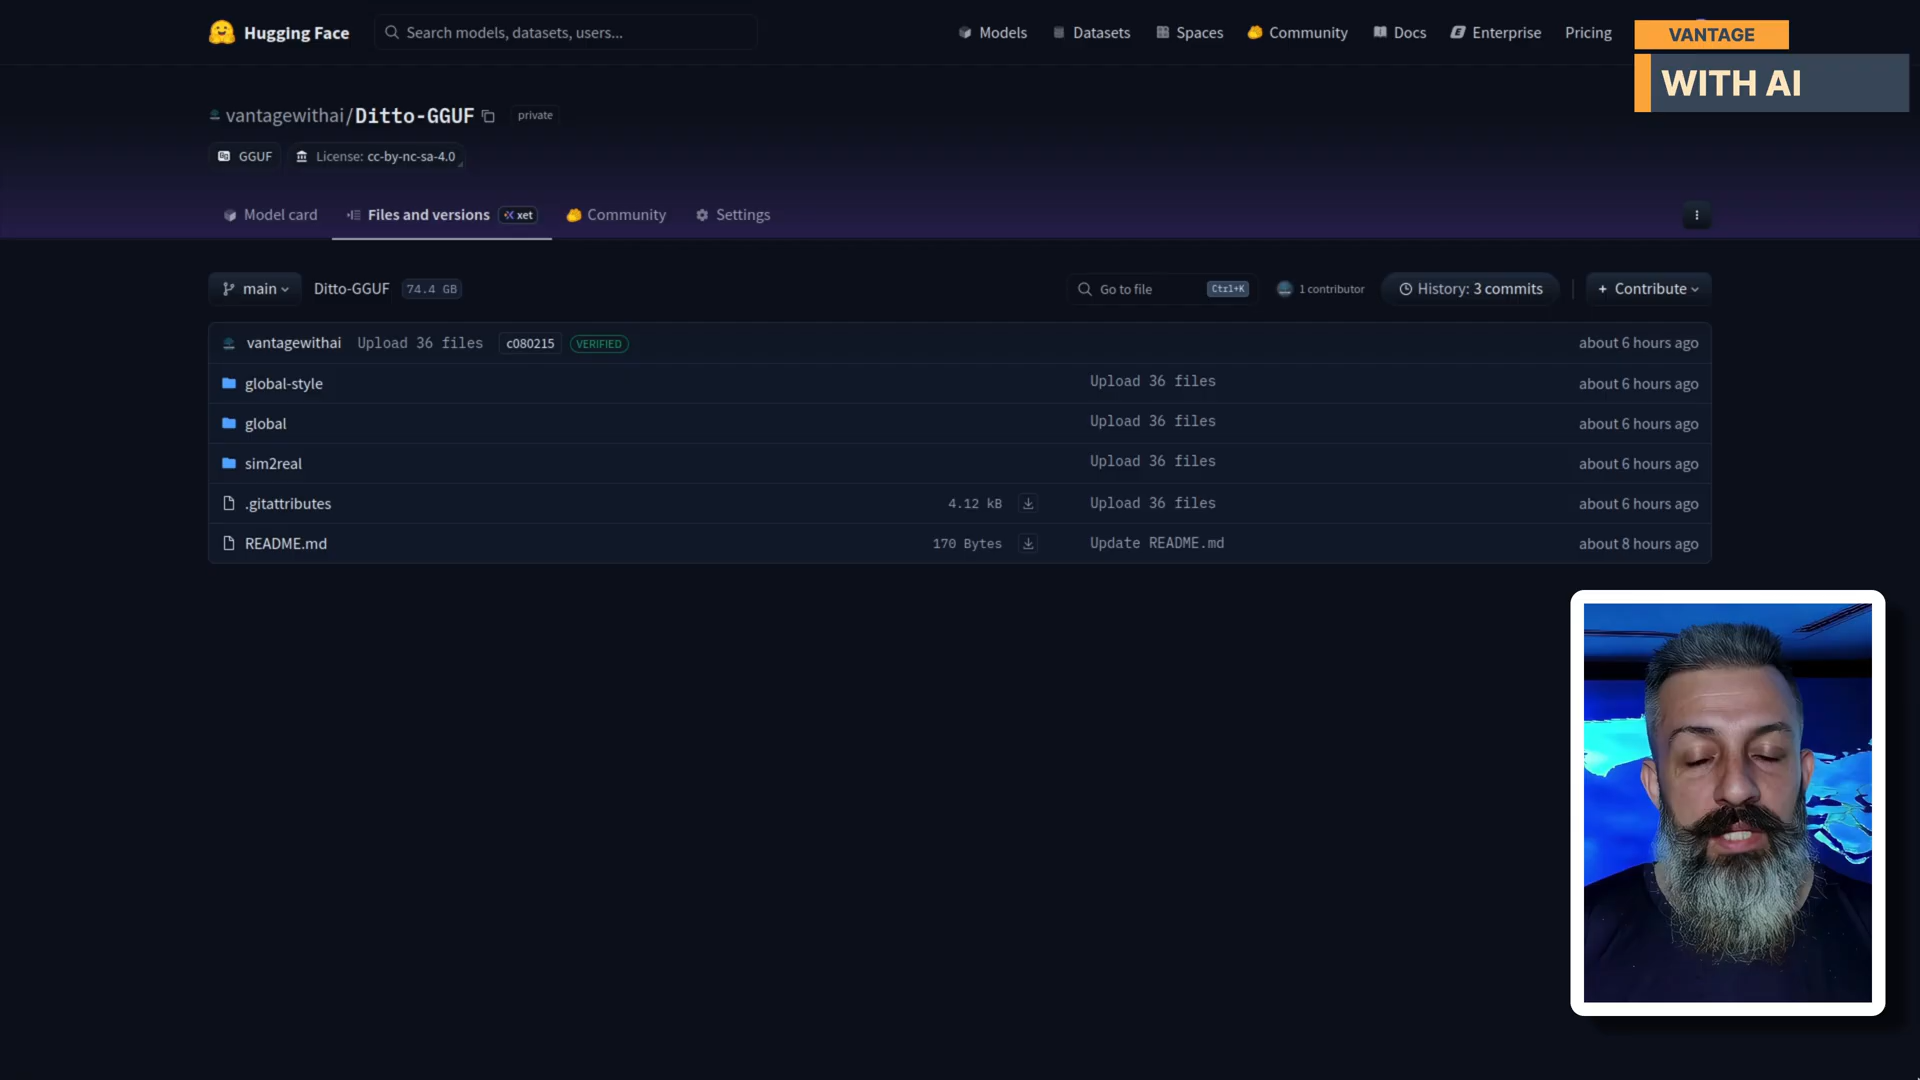 Hugging Face
Search models, datasets, users...
Models
Datasets
Spaces
Community
Docs
Enterprise
Pricing
VANTAGE
WITH AI
vantagewithai/Ditto-GGUF
private
GGUF
License: cc-by-nc-sa-4.0
Model card
Files and versions
xet
Community
Settings
main
Ditto-GGUF
74.4 GB
Go to file
Ctrl+K
1 contributor
History: 3 commits
+ Contribute
vantagewithai Upload 36 files c080215 VERIFIED about 6 hours ago
global-style Upload 36 files about 6 hours ago
global Upload 36 files about 6 hours ago
sim2real Upload 36 files about 6 hours ago
.gitattributes 4.12 kB Upload 36 files about 6 hours ago
README.md 170 Bytes Update README.md about 8 hours ago